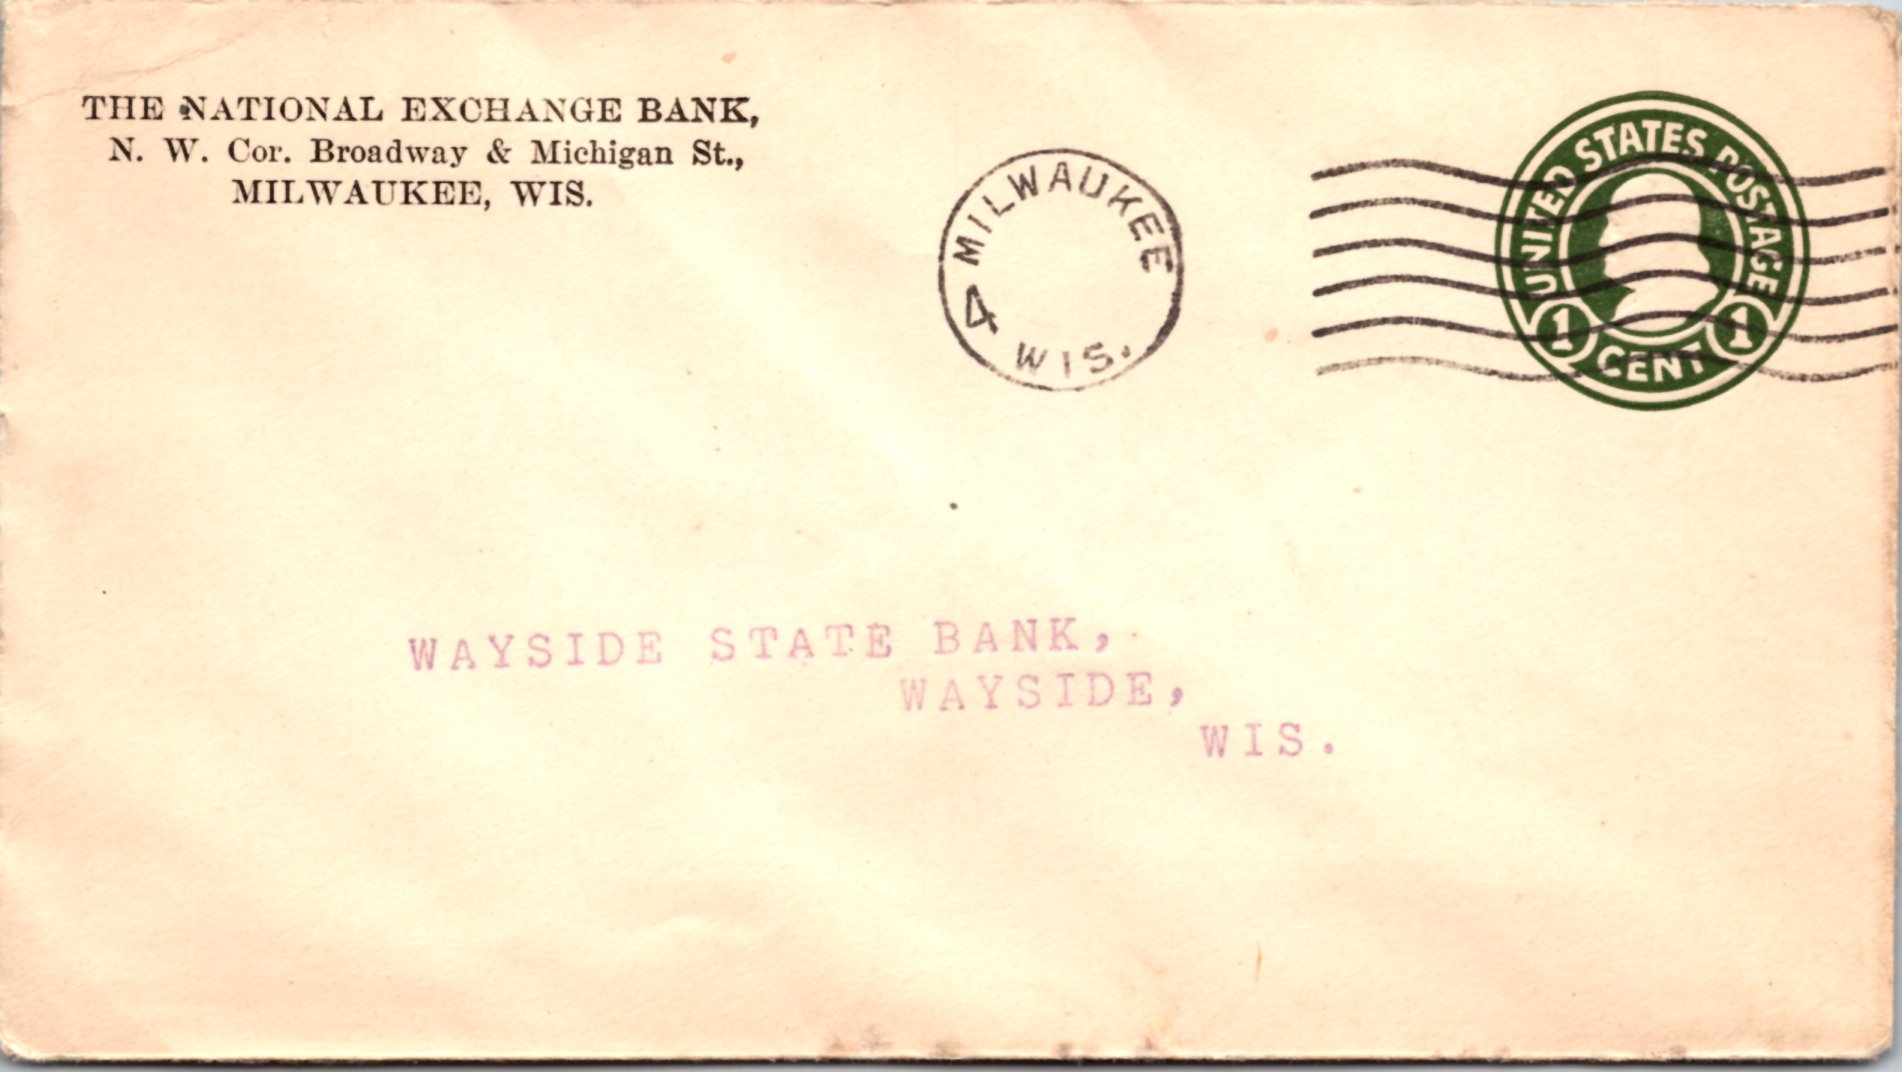 THE NATIONAL EXCHANGE BANK,
N. W. Cor. Broadway & Michigan St.,
MILWAUKEE, WIS.
MILWAUKEE
4
WIS.
UNITED STATES POSTAGE
1 CENT 1
WAYSIDE STATE BANK,
WAYSIDE,
WIS.